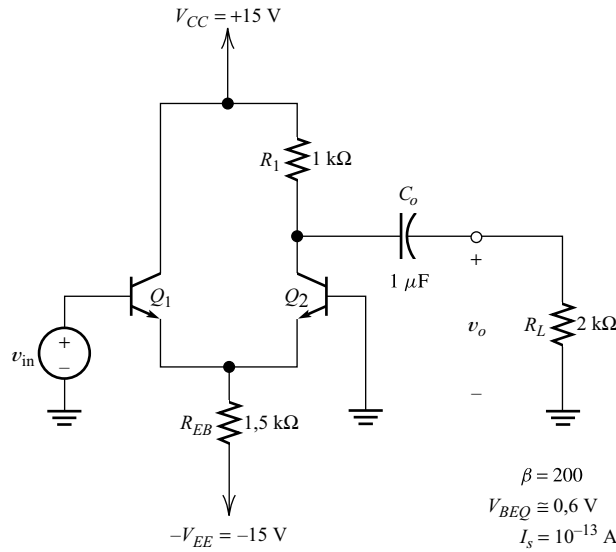 V_CC = +15 V
R_1 1 kΩ
C_o
1 μF
Q_1
Q_2
+
v_in
+
–
v_o
R_L 2 kΩ
–
R_EB 1,5 kΩ
–V_EE = –15 V
β = 200
V_BEQ ≅ 0,6 V
I_s = 10^–13 A